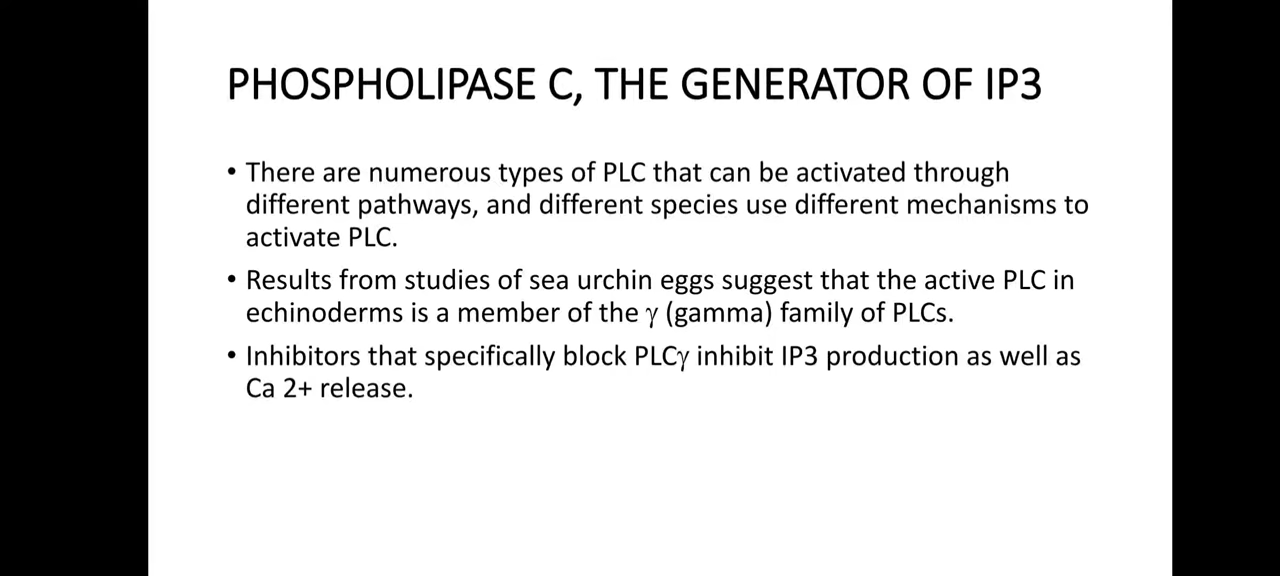 PHOSPHOLIPASE C, THE GENERATOR OF IP3
• There are numerous types of PLC that can be activated through
different pathways, and different species use different mechanisms to
activate PLC.
• Results from studies of sea urchin eggs suggest that the active PLC in
echinoderms is a member of the γ (gamma) family of PLCs.
• Inhibitors that specifically block PLCγ inhibit IP3 production as well as
Ca 2+ release.